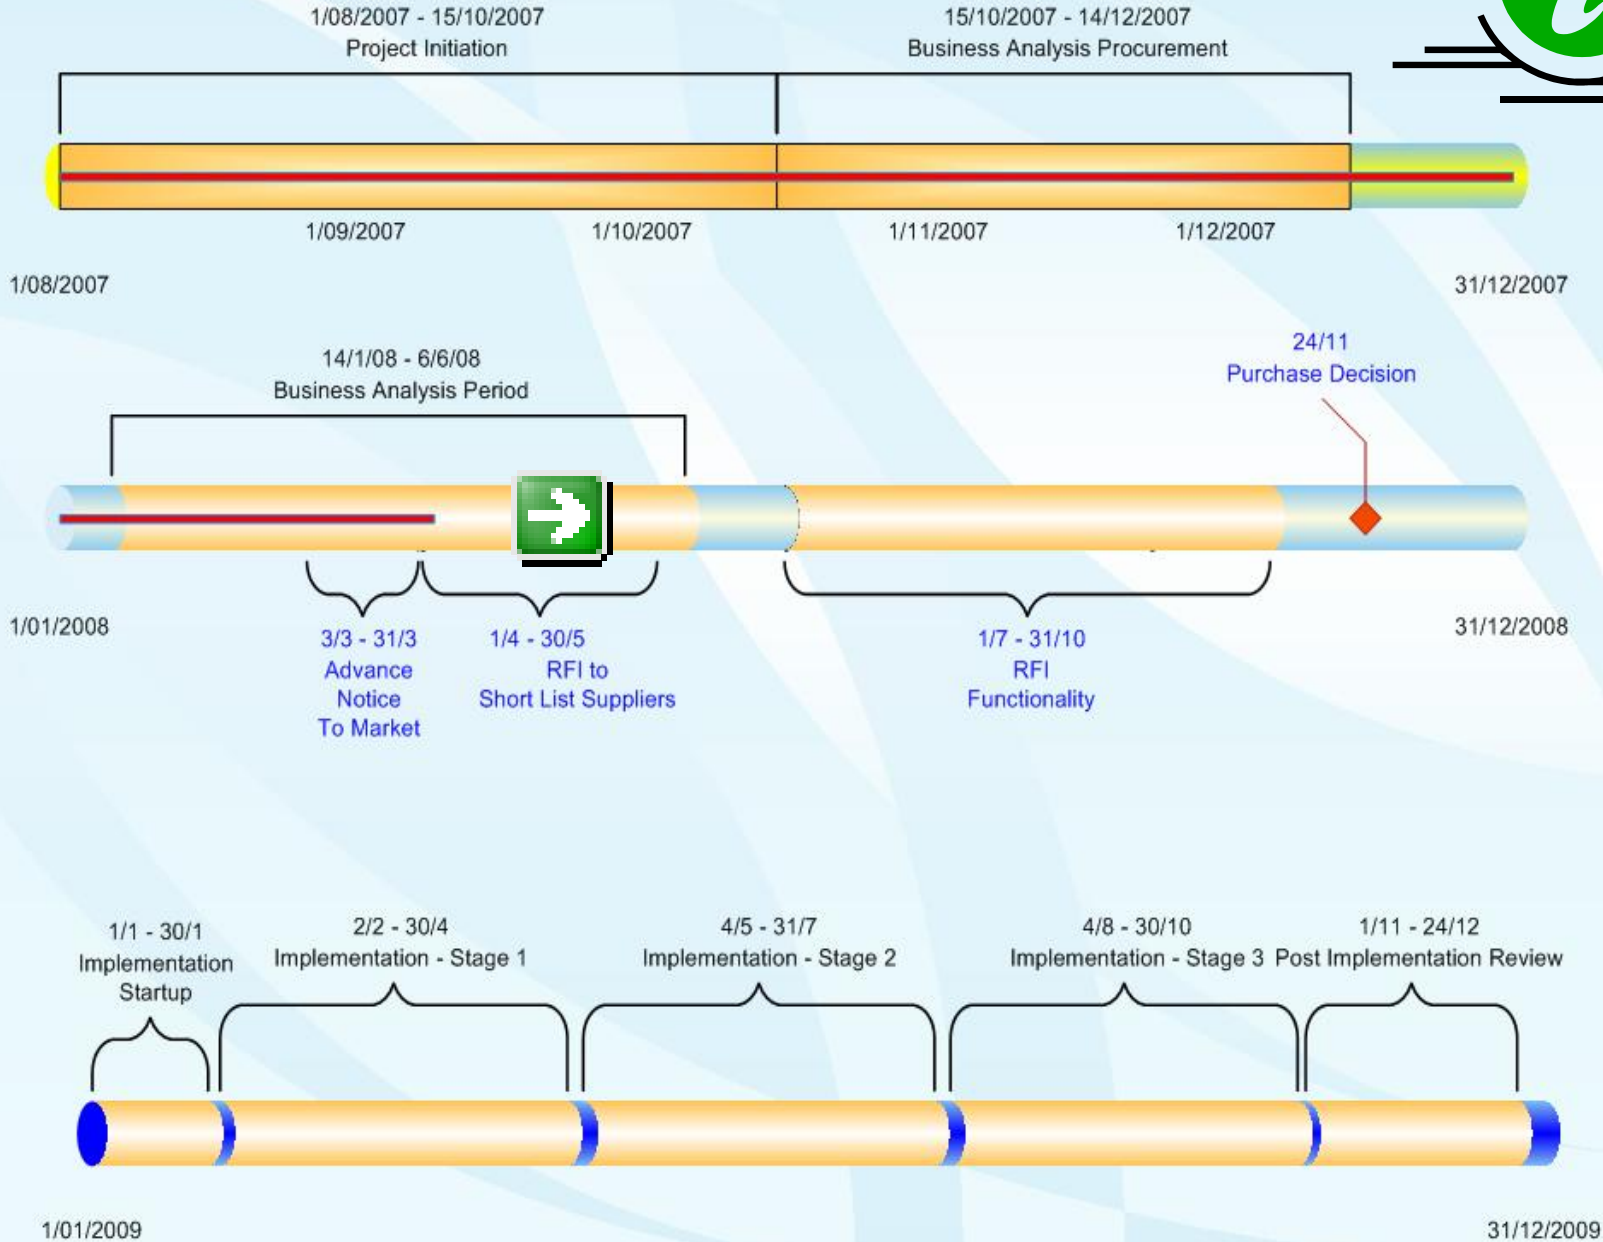 1/08/2007 - 15/10/2007
Project Initiation
15/10/2007 - 14/12/2007
Business Analysis Procurement
1/09/2007
1/10/2007
1/11/2007
1/12/2007
1/08/2007
31/12/2007
14/1/08 - 6/6/08
Business Analysis Period
24/11
Purchase Decision
1/01/2008
31/12/2008
3/3 - 31/3
Advance
Notice
To Market
1/4 - 30/5
RFI to
Short List Suppliers
1/7 - 31/10
RFI
Functionality
1/1 - 30/1
Implementation
Startup
2/2 - 30/4
Implementation - Stage 1
4/5 - 31/7
Implementation - Stage 2
4/8 - 30/10
Implementation - Stage 3
1/11 - 24/12
Post Implementation Review
1/01/2009
31/12/2009